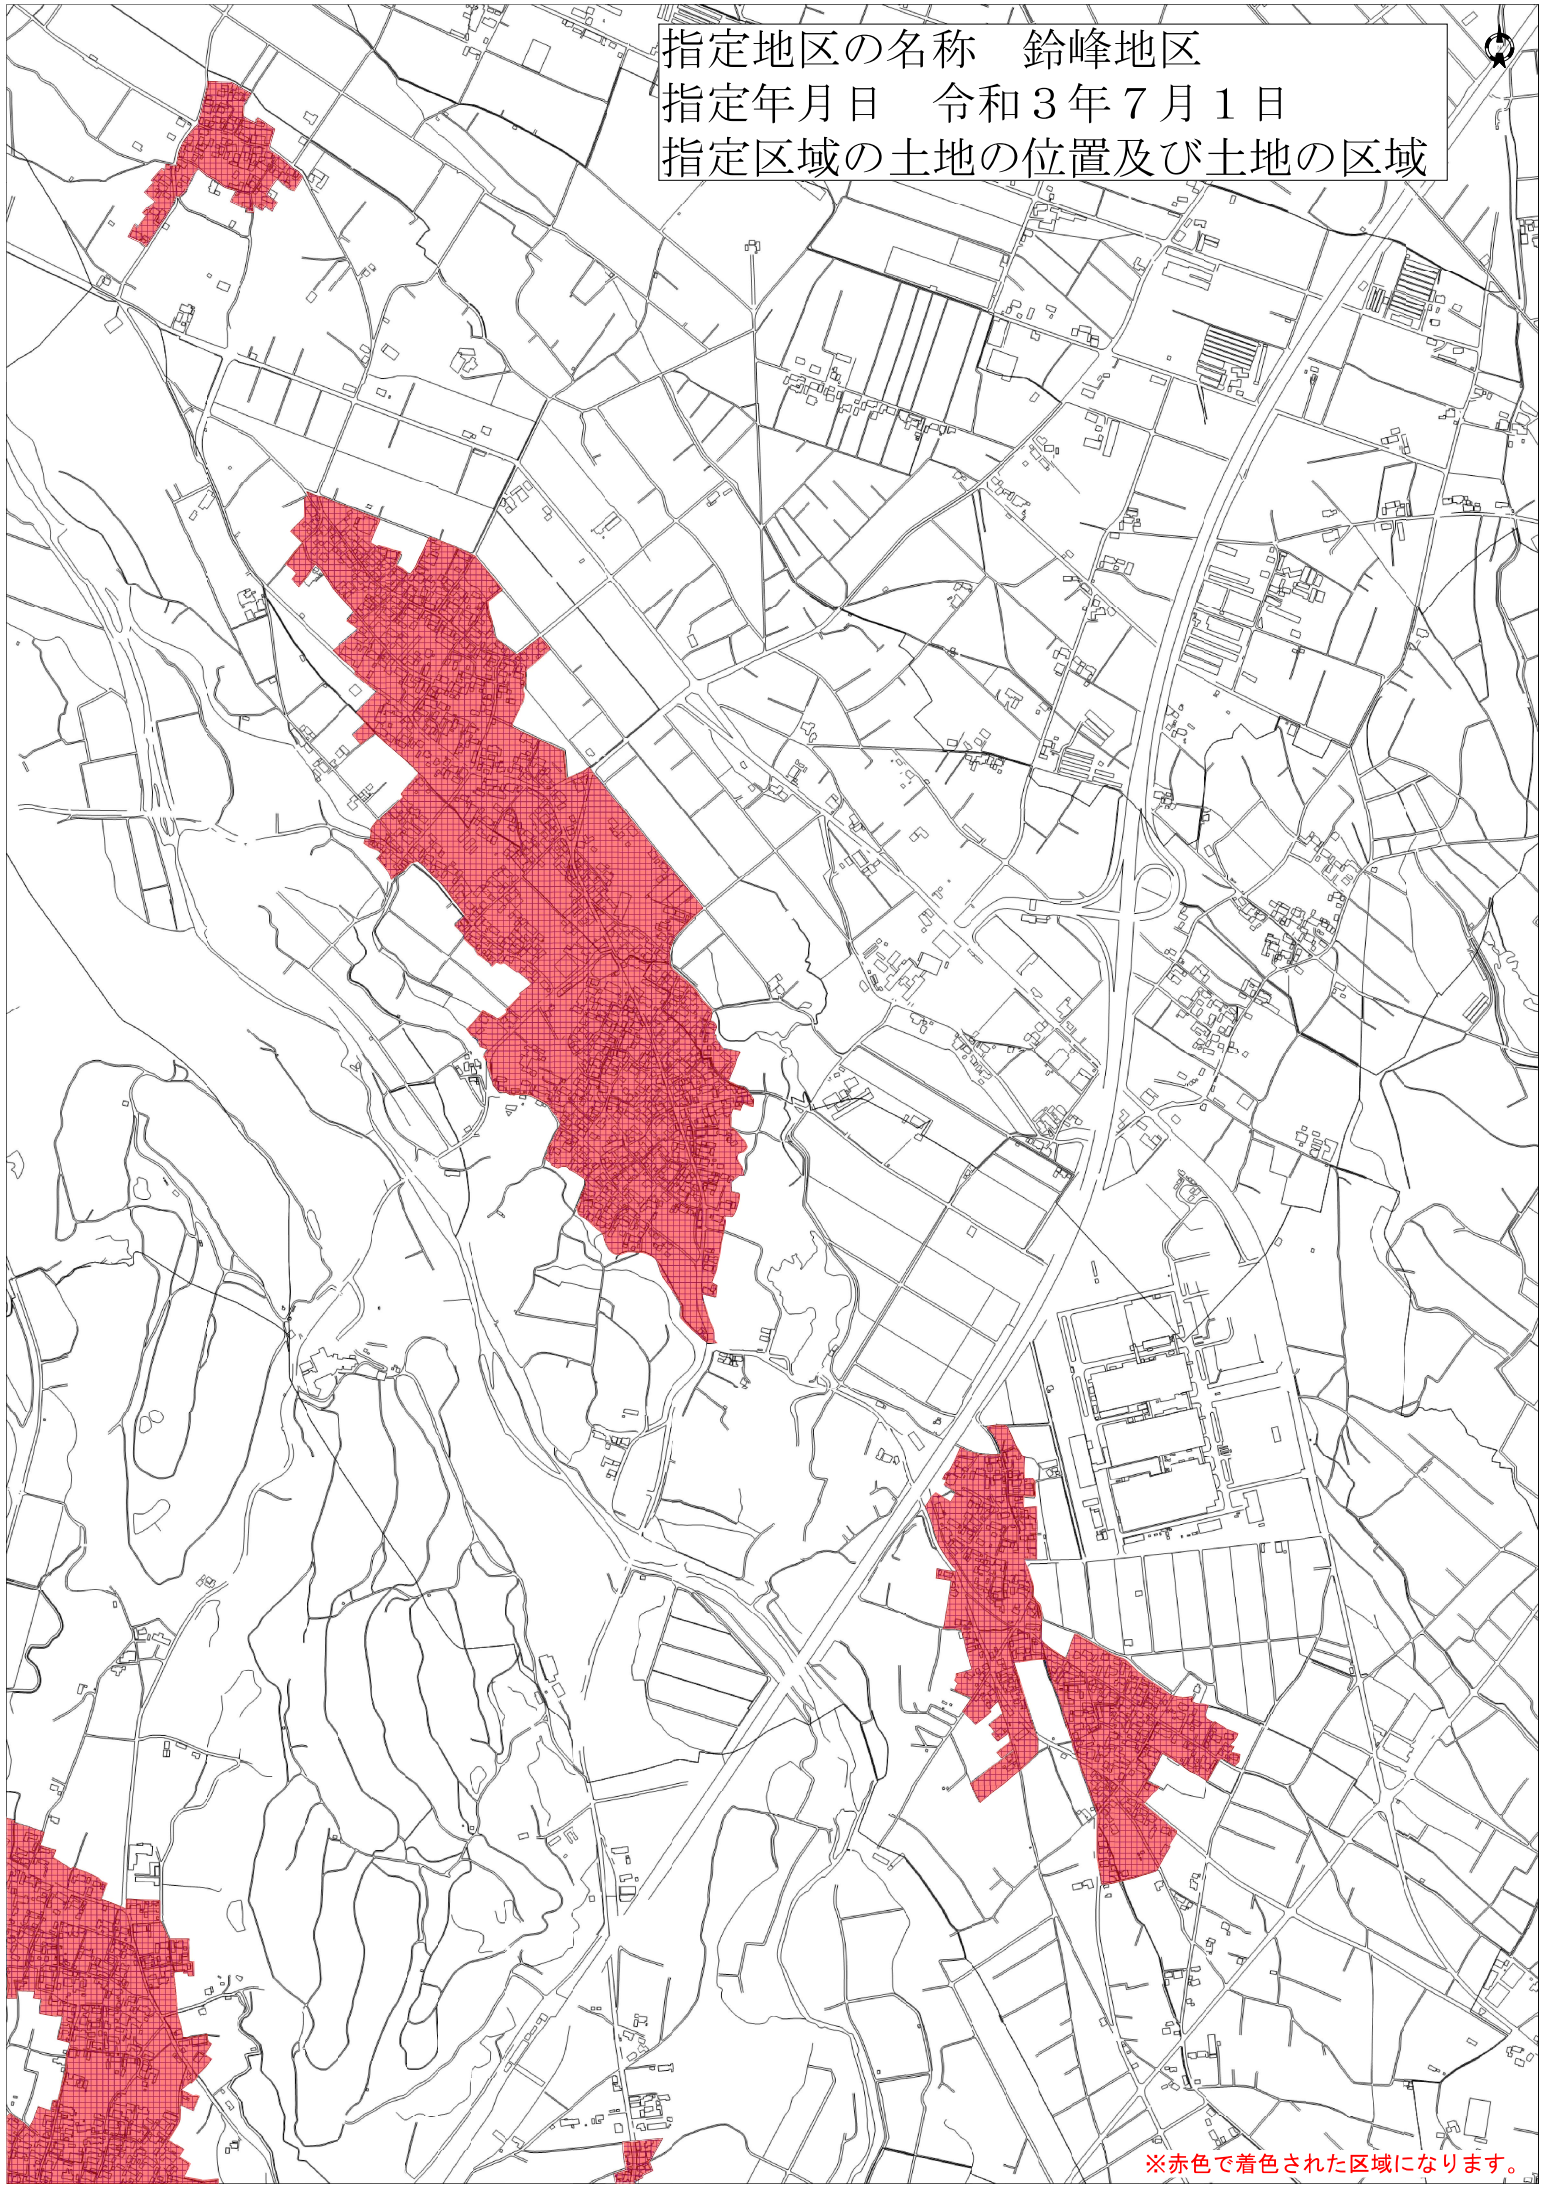 指定地区の名称　鈴峰地区
指定年月日　令和３年７月１日
指定区域の土地の位置及び土地の区域
※赤色で着色された区域になります。